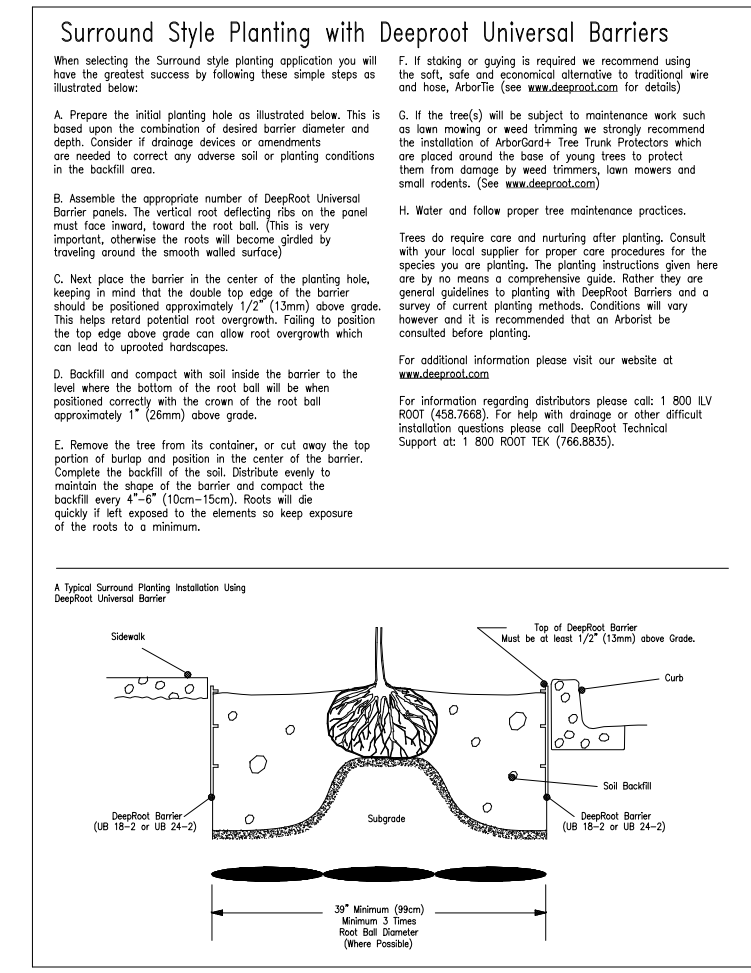 Surround Style Planting with Deeproot Universal Barriers
When selecting the Surround style planting application you will
have the greatest success by following these simple steps as
illustrated below:
A. Prepare the initial planting hole as illustrated below. This is
based upon the combination of desired barrier diameter and
depth. Consider if drainage devices or amendments
are needed to correct any adverse soil or planting conditions
in the backfill area.
B. Assemble the appropriate number of DeepRoot Universal
Barrier panels. The vertical root deflecting ribs on the panel
must face inward, toward the root ball. (This is very
important, otherwise the roots will become girdled by
traveling around the smooth walled surface)
C. Next place the barrier in the center of the planting hole,
keeping in mind that the double top edge of the barrier
should be positioned approximately 1/2" (13mm) above grade.
This helps retard potential root overgrowth. Failing to position
the top edge above grade can allow root overgrowth which
can lead to uprooted hardscapes.
D. Backfill and compact with soil inside the barrier to the
level where the bottom of the root ball will be when
positioned correctly with the crown of the root ball
approximately 1" (26mm) above grade.
E. Remove the tree from its container, or cut away the top
portion of burlap and position in the center of the barrier.
Complete the backfill of the soil. Distribute evenly to
maintain the shape of the barrier and compact the
backfill every 4"-6" (10cm-15cm). Roots will die
quickly if left exposed to the elements so keep exposure
of the roots to a minimum.
F. If staking or guying is required we recommend using
the soft, safe and economical alternative to traditional wire
and hose, ArborTie (see www.deeproot.com for details)
G. If the tree(s) will be subject to maintenance work such
as lawn mowing or weed trimming we strongly recommend
the installation of ArborGard+ Tree Trunk Protectors which
are placed around the base of young trees to protect
them from damage by weed trimmers, lawn mowers and
small rodents. (See www.deeproot.com)
H. Water and follow proper tree maintenance practices.
Trees do require care and nurturing after planting. Consult
with your local supplier for proper care procedures for the
species you are planting. The planting instructions given here
are by no means a comprehensive guide. Rather they are
general guidelines to planting with DeepRoot Barriers and a
survey of current planting methods. Conditions will vary
however and it is recommended that an Arborist be
consulted before planting.
For additional information please visit our website at
www.deeproot.com
For information regarding distributors please call: 1 800 ILV
ROOT (458.7668). For help with drainage or other difficult
installation questions please call DeepRoot Technical
Support at: 1 800 ROOT TEK (766.8835).
A Typical Surround Planting Installation Using
DeepRoot Universal Barrier
Sidewalk
Top of DeepRoot Barrier
Must be at least 1/2" (13mm) above Grade.
Curb
Soil Backfill
DeepRoot Barrier
(UB 18-2 or UB 24-2)
Subgrade
DeepRoot Barrier
(UB 18-2 or UB 24-2)
39" Minimum (99cm)
Minimum 3 Times
Root Ball Diameter
(Where Possible)